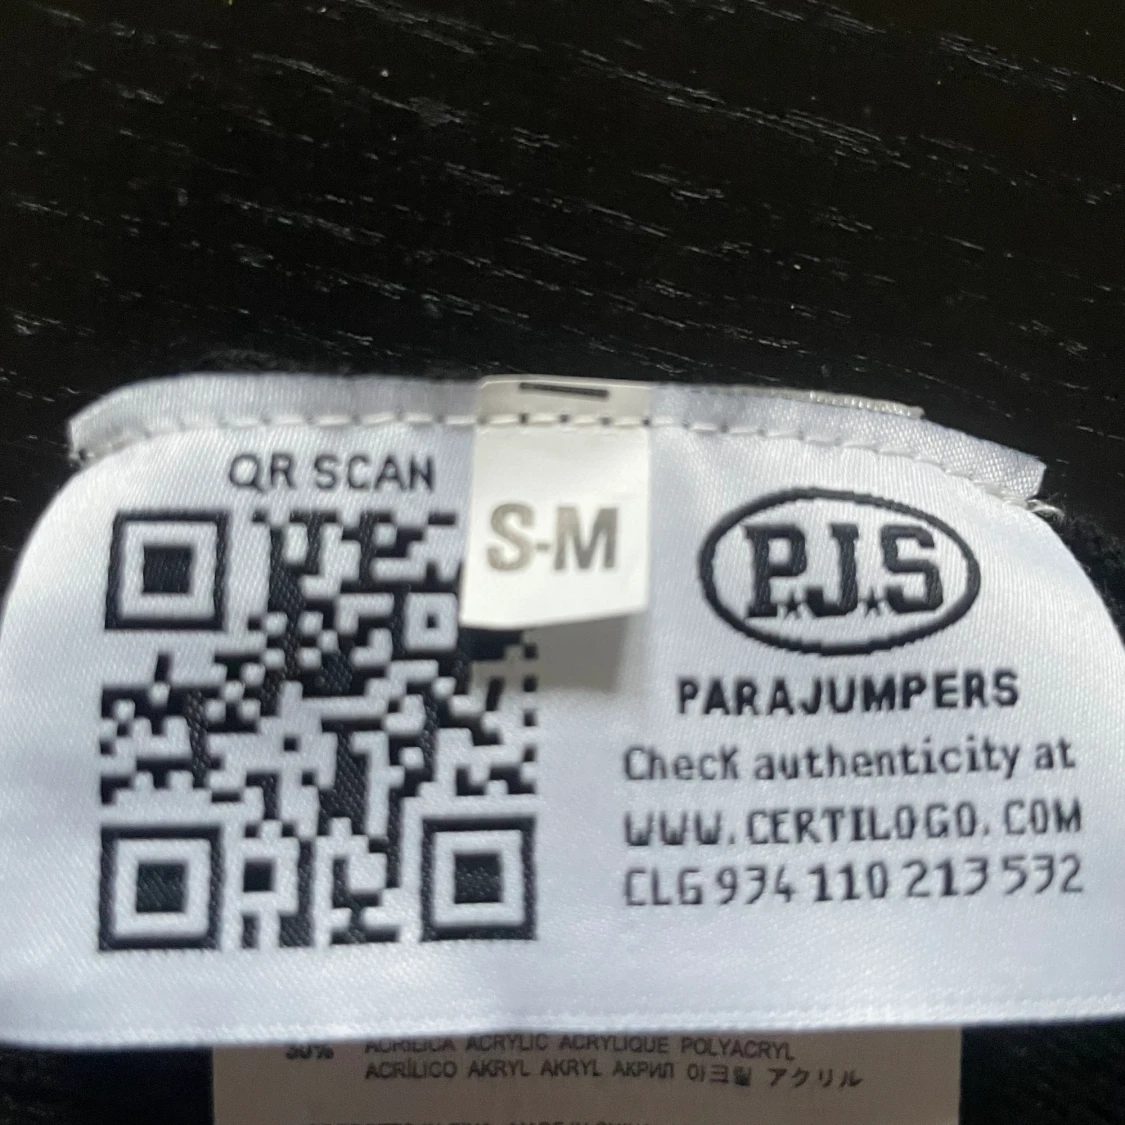 QR SCAN
S-M
P.J.S
PARAJUMPERS
Check authenticity at
WWW.CERTILOGO.COM
CLG 934 110 213 532
30% ACRILICA ACRYLIC ACRYLIQUE POLYACRYL
ACRÍLICO AKRYL AKRYL АКРИЛ 아크릴 アクリル